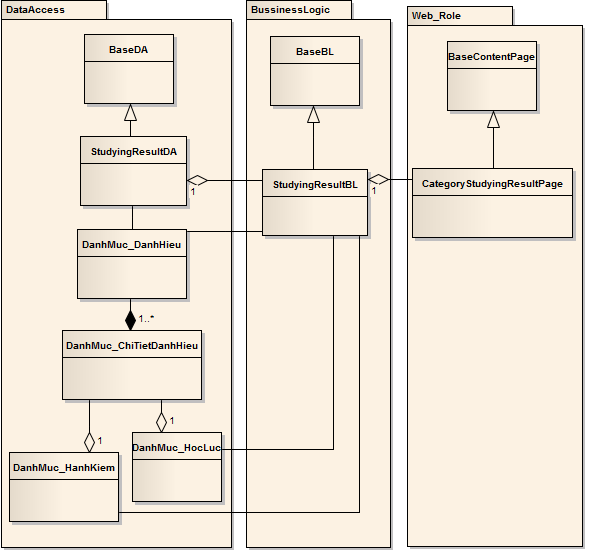 DataAccess
BussinessLogic
Web_Role
BaseDA
BaseBL
BaseContentPage
StudyingResultDA
1
StudyingResultBL
1
CategoryStudyingResultPage
DanhMuc_DanhHieu
1..*
DanhMuc_ChiTietDanhHieu
1
1
DanhMuc_HocLuc
DanhMuc_HanhKiem